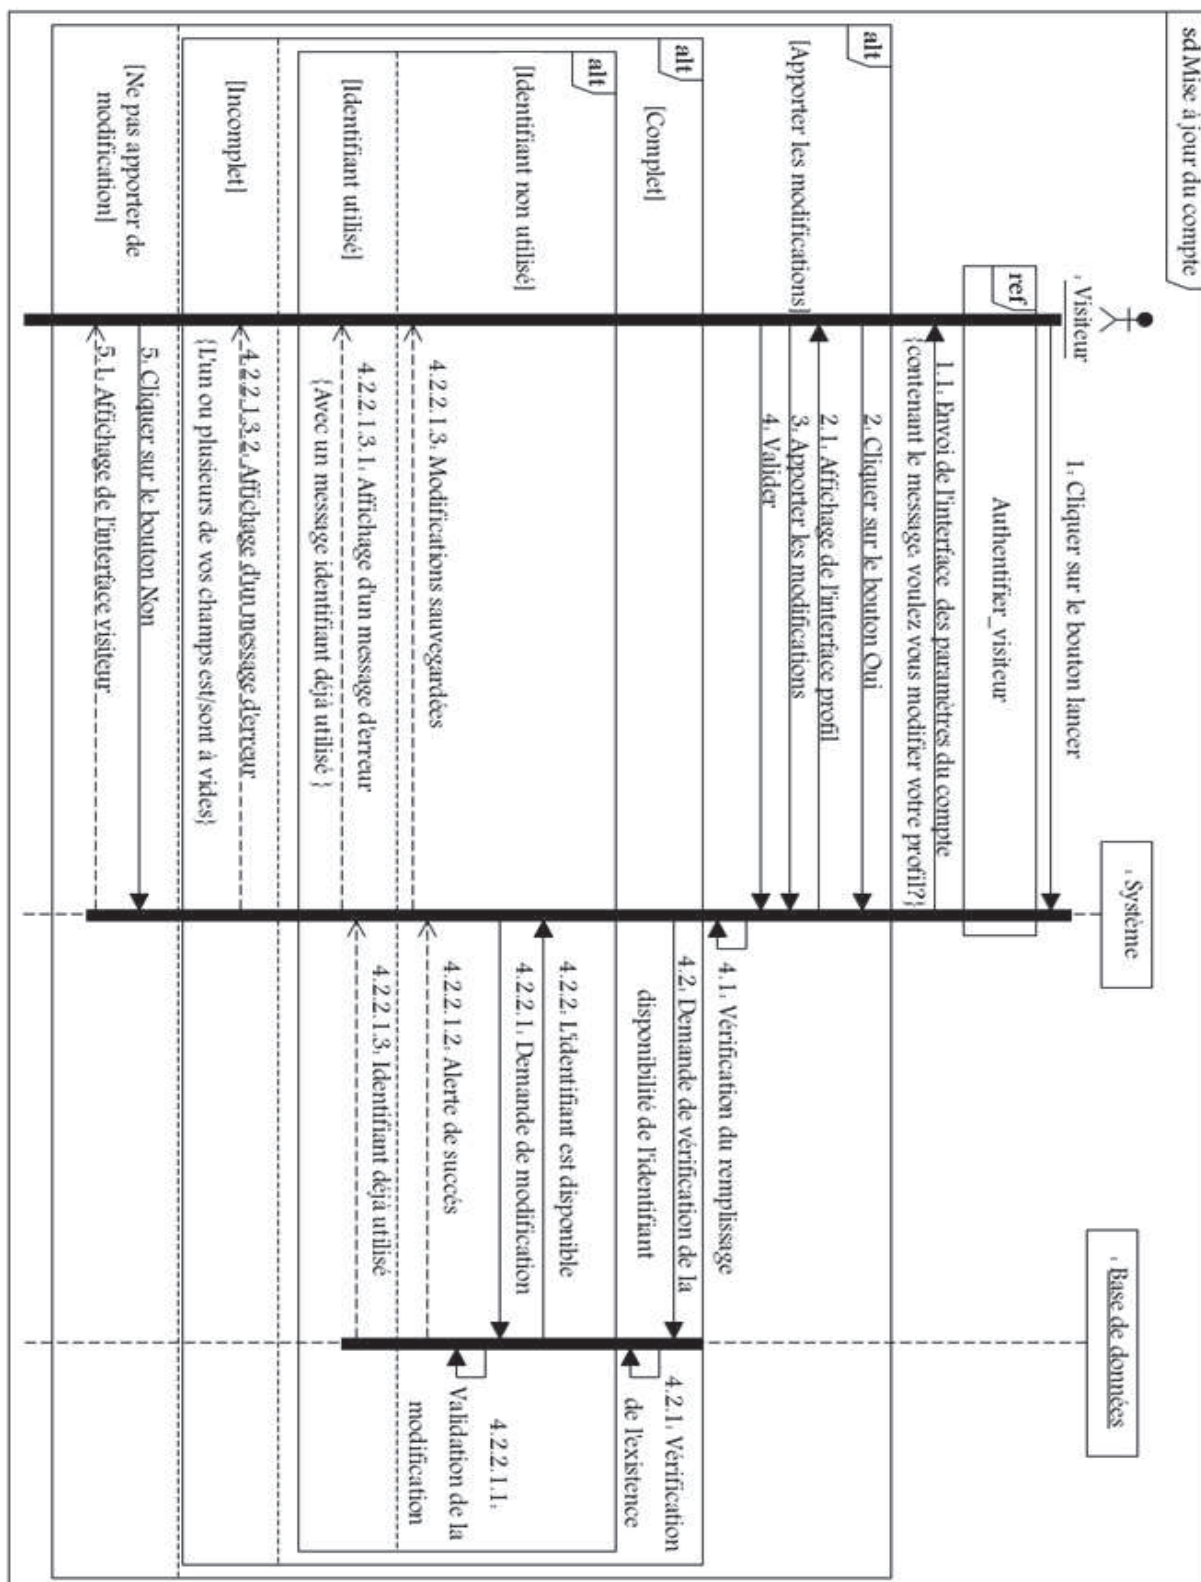 sd Mise à jour du compte
: Visiteur
: Système
: Base de données
1: Cliquer sur le bouton lancer
ref
Authentifier_visiteur
1.1: Envoi de l'interface des paramètres du compte
{contenant le message: voulez vous modifier votre profil?}
alt
[Apporter les modifications]
2: Cliquer sur le bouton Oui
2.1: Affichage de l'interface profil
3: Apporter les modifications
4: Valider
4.1: Vérification du remplissage
alt
[Complet]
4.2: Demande de vérification de la
disponibilité de l'identifiant
4.2.1: Vérification
de l'existence
alt
[Identifiant non utilisé]
4.2.2: L'identifiant est disponible
4.2.2.1: Demande de modification
4.2.2.1.1:
Validation de la
modification
4.2.2.1.2: Alerte de succés
4.2.2.1.3: Modifications sauvegardées
[Identifiant utilisé]
4.2.2.1.3: Identifiant déjà utilisé
4.2.2.1.3.1: Affichage d'un message d'erreur
{Avec un message identifiant déjà utilisé }
[Incomplet]
4.2.2.1.3.2: Affichage d'un message d'erreur
{L'un ou plusieurs de vos champs est/sont à vides}
[Ne pas apporter de
modification]
5: Cliquer sur le bouton Non
5.1: Affichage de l'interface visiteur